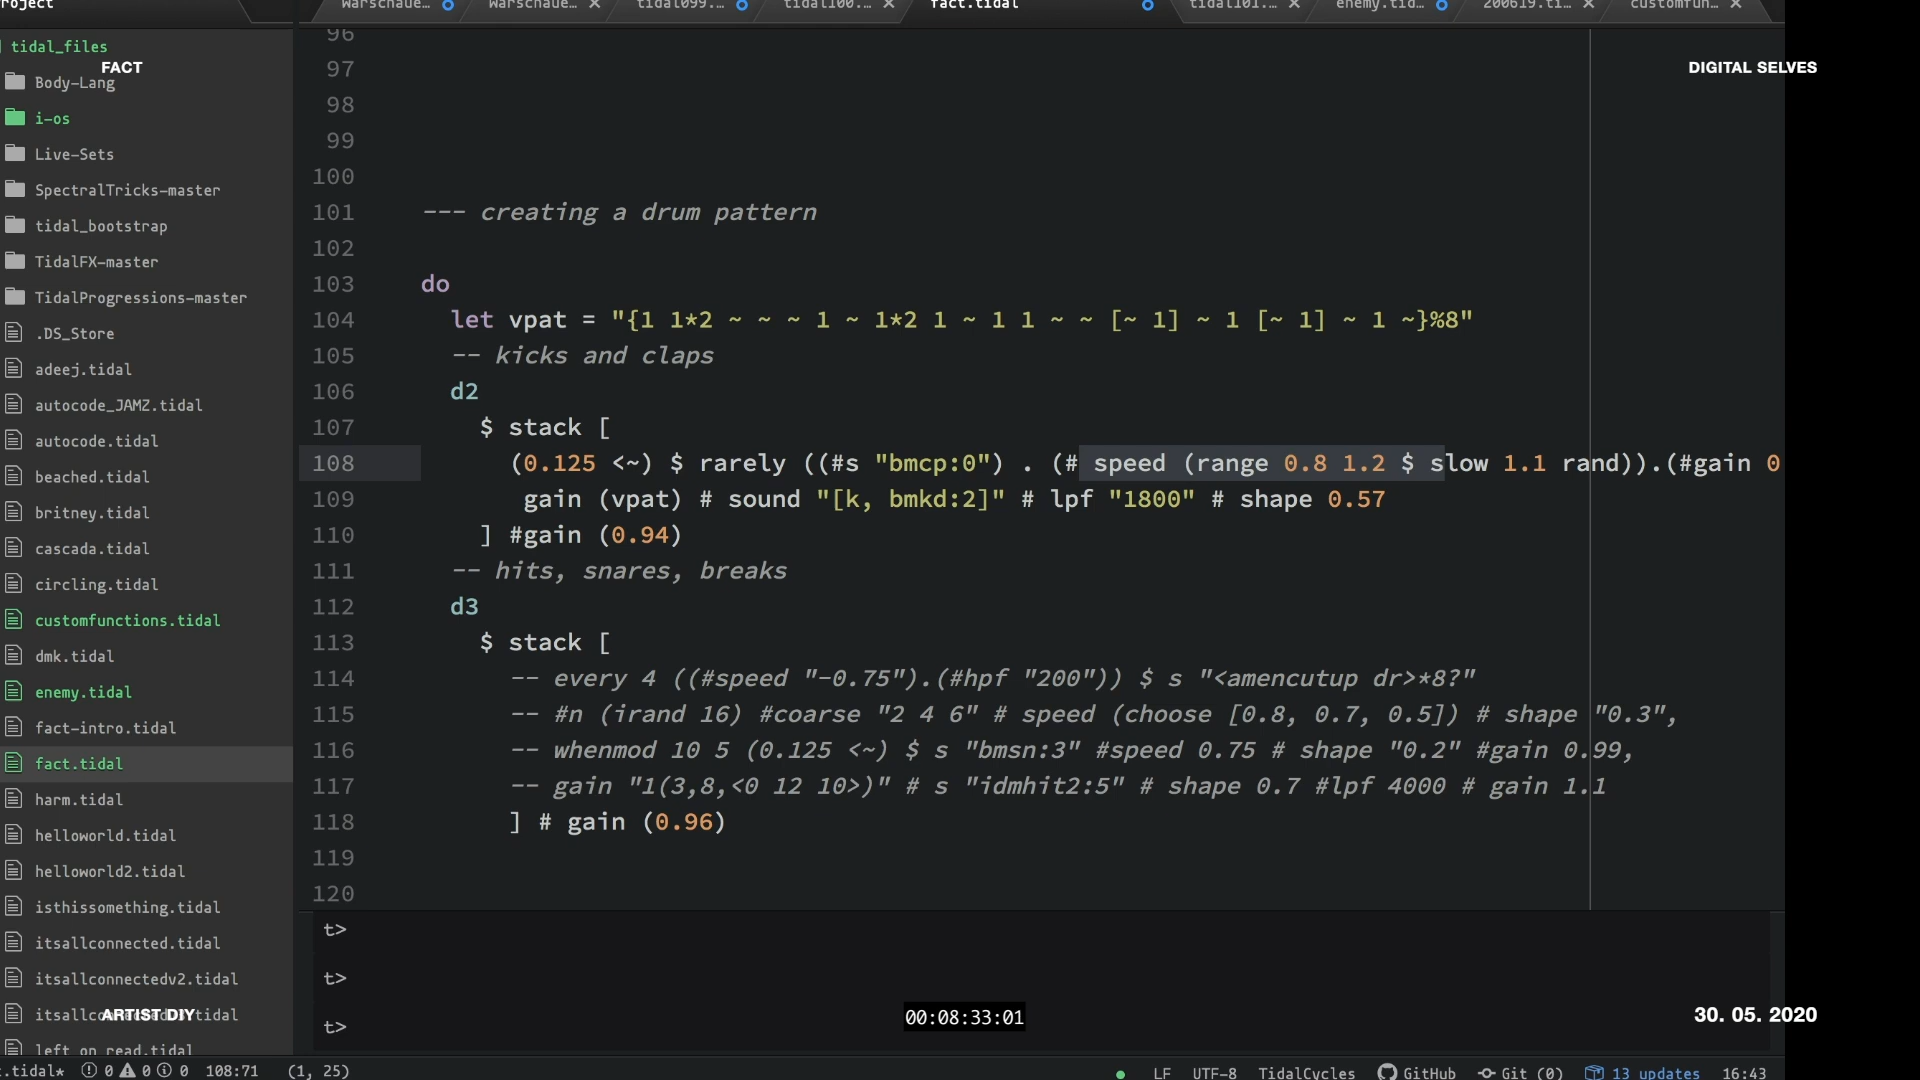 roject
warschaue…
warschaue…
tidal099.…
tidal100.…
fact.tidal
tidal101.…
enemy.tid…
200619.ti…
customfun…
tidal_files
FACT
Body-Lang
i-os
Live-Sets
SpectralTricks-master
tidal_bootstrap
TidalFX-master
TidalProgressions-master
.DS_Store
adeej.tidal
autocode_JAMZ.tidal
autocode.tidal
beached.tidal
britney.tidal
cascada.tidal
circling.tidal
customfunctions.tidal
dmk.tidal
enemy.tidal
fact-intro.tidal
fact.tidal
harm.tidal
helloworld.tidal
helloworld2.tidal
isthissomething.tidal
itsallconnected.tidal
itsallconnectedv2.tidal
ARTIST DIY
left_on_read.tidal
DIGITAL SELVES
96
97
98
99
100
101 --- creating a drum pattern
102
103 do
104 let vpat = "{1 1*2 ~ ~ ~ 1 ~ 1*2 1 ~ 1 1 ~ ~ [~ 1] ~ 1 [~ 1] ~ 1 ~}%8"
105 -- kicks and claps
106 d2
107 $ stack [
108 (0.125 <~) $ rarely ((#s "bmcp:0") . (# speed (range 0.8 1.2 $ slow 1.1 rand)).(#gain 0
109 gain (vpat) # sound "[k, bmkd:2]" # lpf "1800" # shape 0.57
110 ] #gain (0.94)
111 -- hits, snares, breaks
112 d3
113 $ stack [
114 -- every 4 ((#speed "-0.75").(#hpf "200")) $ s "<amencutup dr>*8?"
115 -- #n (irand 16) #coarse "2 4 6" # speed (choose [0.8, 0.7, 0.5]) # shape "0.3",
116 -- whenmod 10 5 (0.125 <~) $ s "bmsn:3" #speed 0.75 # shape "0.2" #gain 0.99,
117 -- gain "1(3,8,<0 12 10>)" # s "idmhit2:5" # shape 0.7 #lpf 4000 # gain 1.1
118 ] # gain (0.96)
119
120
t>
t>
t>
00:08:33:01
30. 05. 2020
t.tidal* 0 0 0 108:71 (1, 25)
LF UTF-8 TidalCycles GitHub Git (0) 13 updates 16:43